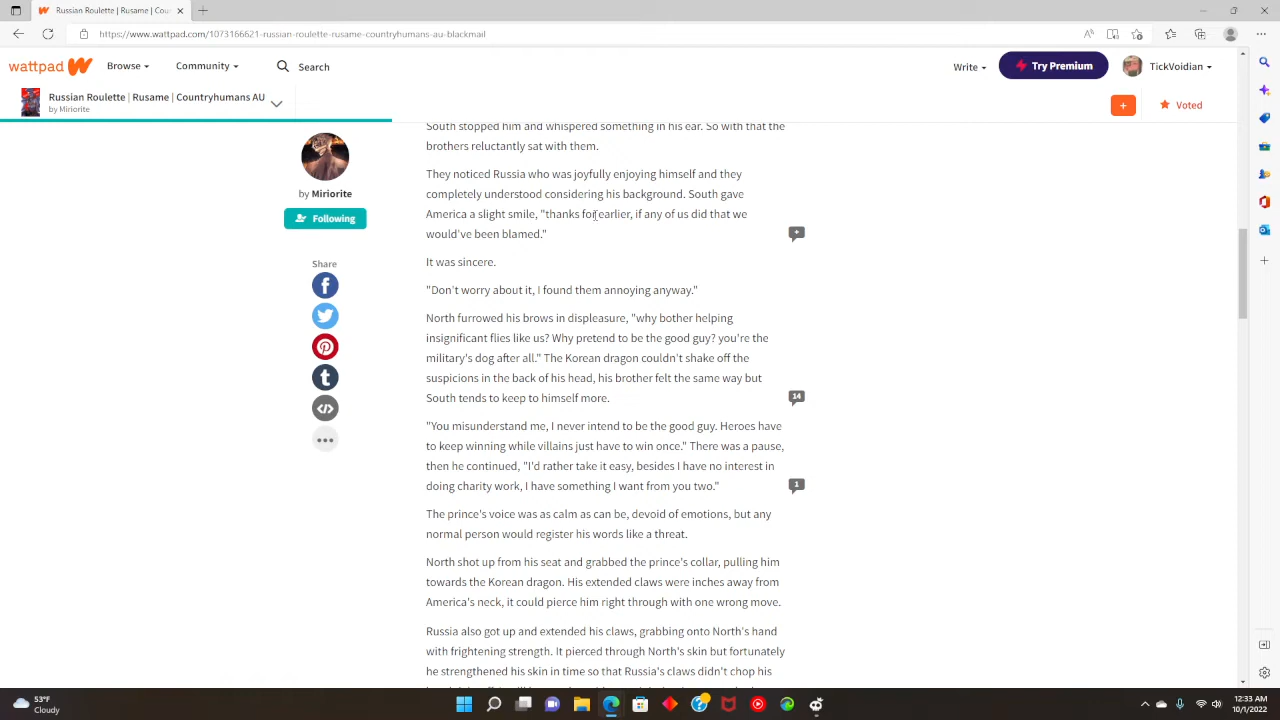 Russian Roulette | Rusame | Cou
https://www.wattpad.com/1073166621-russian-roulette-rusame-countryhumans-au-blackmail
wattpad
Browse
Community
Search
Write
Try Premium
TickVoidian
Russian Roulette | Rusame | Countryhumans AU
by Miriorite
+
Voted
by Miriorite
Following
Share
South stopped him and whispered something in his ear. So with that the
brothers reluctantly sat with them.
They noticed Russia who was joyfully enjoying himself and they
completely understood considering his background. South gave
America a slight smile, "thanks for earlier, if any of us did that we
would've been blamed."
+
It was sincere.
"Don't worry about it, I found them annoying anyway."
North furrowed his brows in displeasure, "why bother helping
insignificant flies like us? Why pretend to be the good guy? you're the
military's dog after all." The Korean dragon couldn't shake off the
suspicions in the back of his head, his brother felt the same way but
South tends to keep to himself more.
14
"You misunderstand me, I never intend to be the good guy. Heroes have
to keep winning while villains just have to win once." There was a pause,
then he continued, "I'd rather take it easy, besides I have no interest in
doing charity work, I have something I want from you two."
1
The prince's voice was as calm as can be, devoid of emotions, but any
normal person would register his words like a threat.
North shot up from his seat and grabbed the prince's collar, pulling him
towards the Korean dragon. His extended claws were inches away from
America's neck, it could pierce him right through with one wrong move.
Russia also got up and extended his claws, grabbing onto North's hand
with frightening strength. It pierced through North's skin but fortunately
he strengthened his skin in time so that Russia's claws didn't chop his
53°F
Cloudy
12:33 AM
10/1/2022